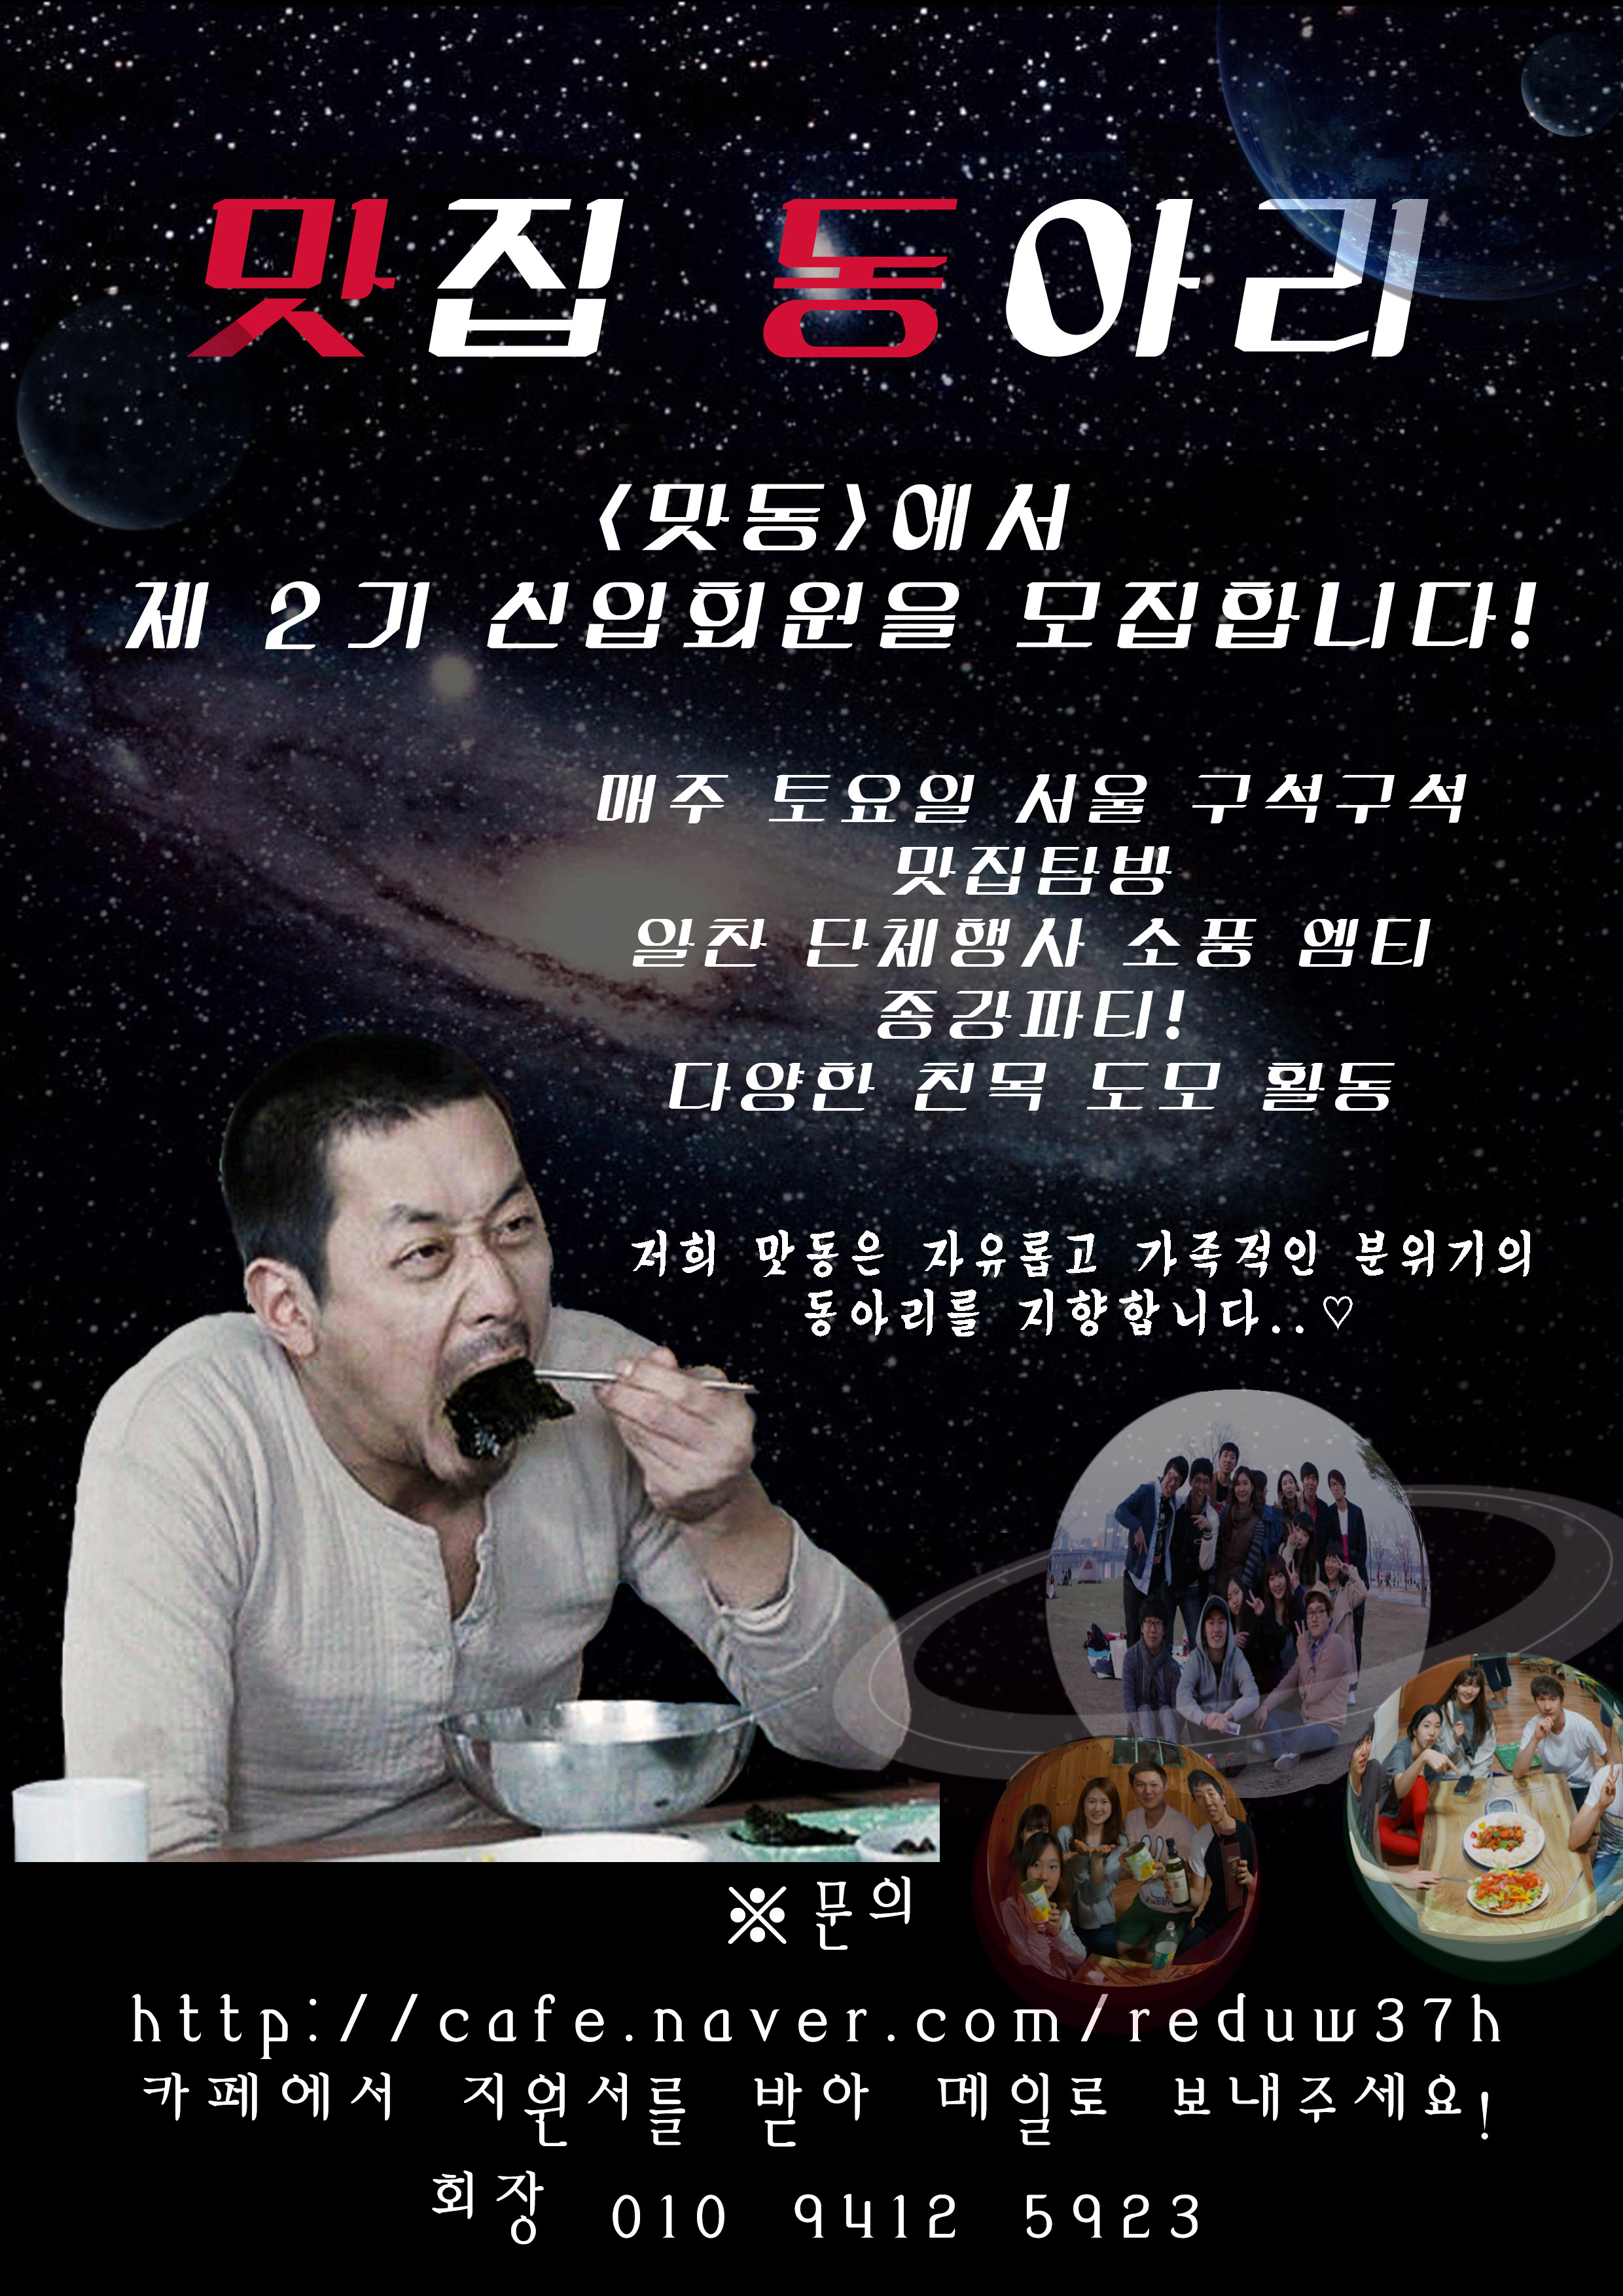 맛집 동아리
<맛동>에서
제 2기 신입회원을 모집합니다!
매주 토요일 서울 구석구석
맛집탐방
알찬 단체행사 소풍 엠티
종강파티!
다양한 친목 도모 활동
저희 맛동은 자유롭고 가족적인 분위기의
동아리를 지향합니다..♡
※문의
http://cafe.naver.com/reduw37h
카페에서 지원서를 받아 메일로 보내주세요!
회장 010 9412 5923